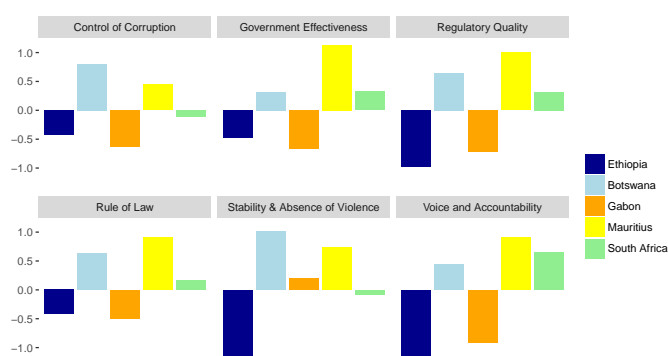 Control of Corruption
Government Effectiveness
Regulatory Quality
1.0
0.5
0.0
−0.5
−1.0
Rule of Law
Stability & Absence of Violence
Voice and Accountability
1.0
0.5
0.0
−0.5
−1.0
Ethiopia
Botswana
Gabon
Mauritius
South Africa